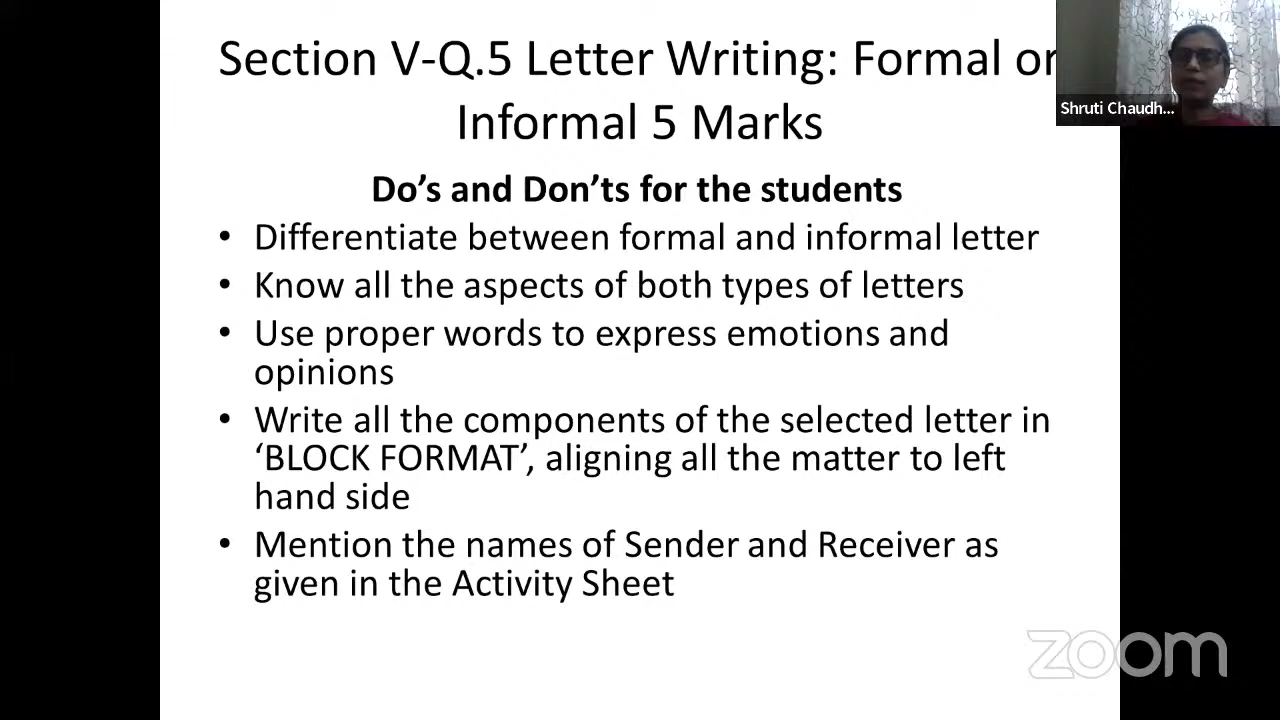 Section V-Q.5 Letter Writing: Formal or
Informal 5 Marks
Shruti Chaudh...
Do's and Don'ts for the students
• Differentiate between formal and informal letter
• Know all the aspects of both types of letters
• Use proper words to express emotions and
opinions
• Write all the components of the selected letter in
‘BLOCK FORMAT’, aligning all the matter to left
hand side
• Mention the names of Sender and Receiver as
given in the Activity Sheet
zoom